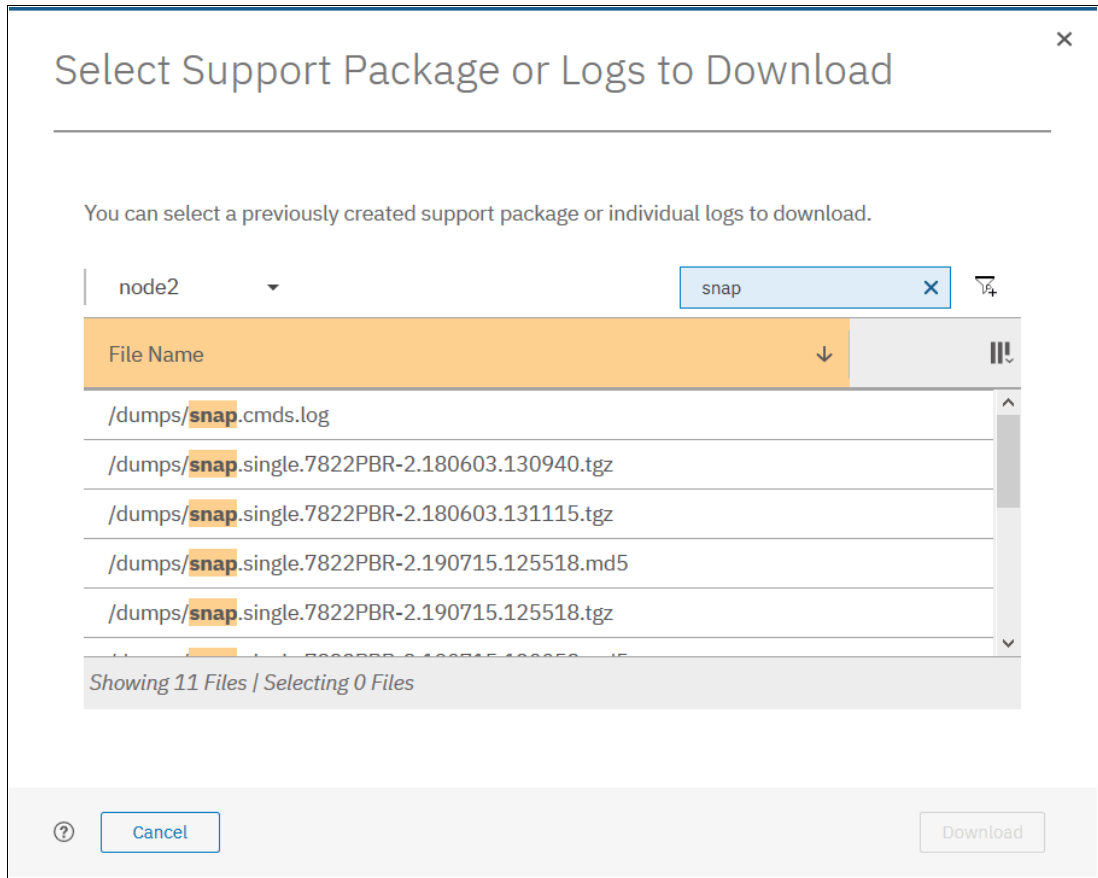 Select Support Package or Logs to Download
You can select a previously created support package or individual logs to download.
node2
snap
File Name
/dumps/snap.cmds.log
/dumps/snap.single.7822PBR-2.180603.130940.tgz
/dumps/snap.single.7822PBR-2.180603.131115.tgz
/dumps/snap.single.7822PBR-2.190715.125518.md5
/dumps/snap.single.7822PBR-2.190715.125518.tgz
Showing 11 Files | Selecting 0 Files
Cancel
Download